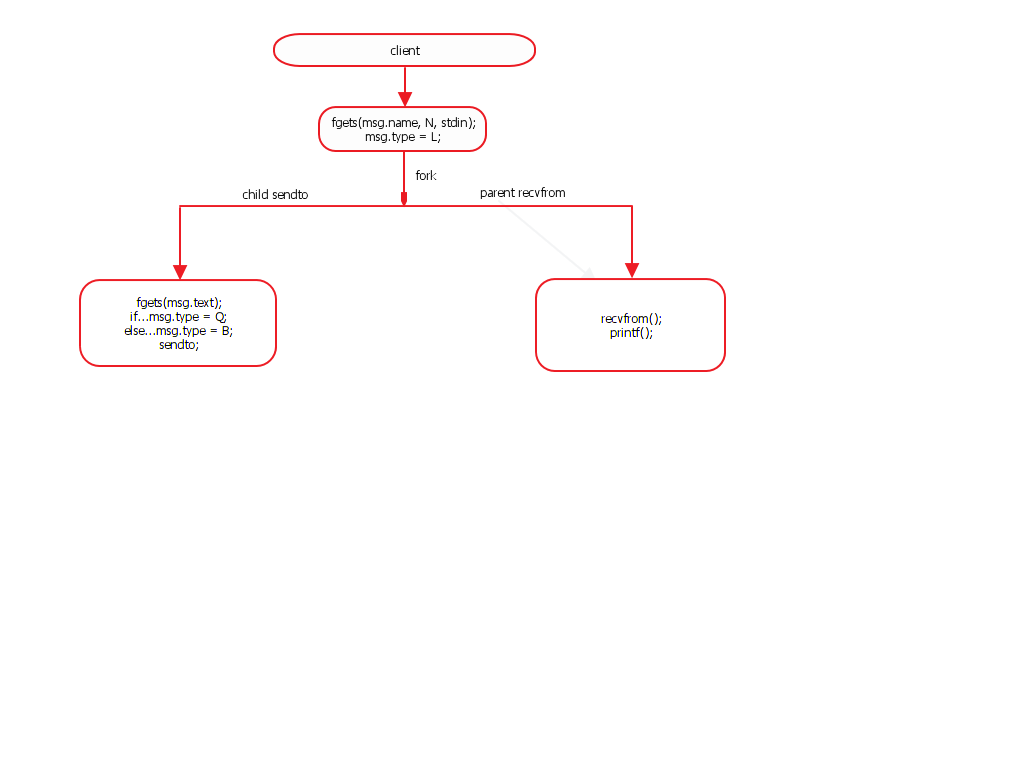 client
fgets(msg.name, N, stdin);
msg.type = L;
fork
child sendto
parent recvfrom
fgets(msg.text);
if...msg.type = Q;
else...msg.type = B;
sendto;
recvfrom();
printf();